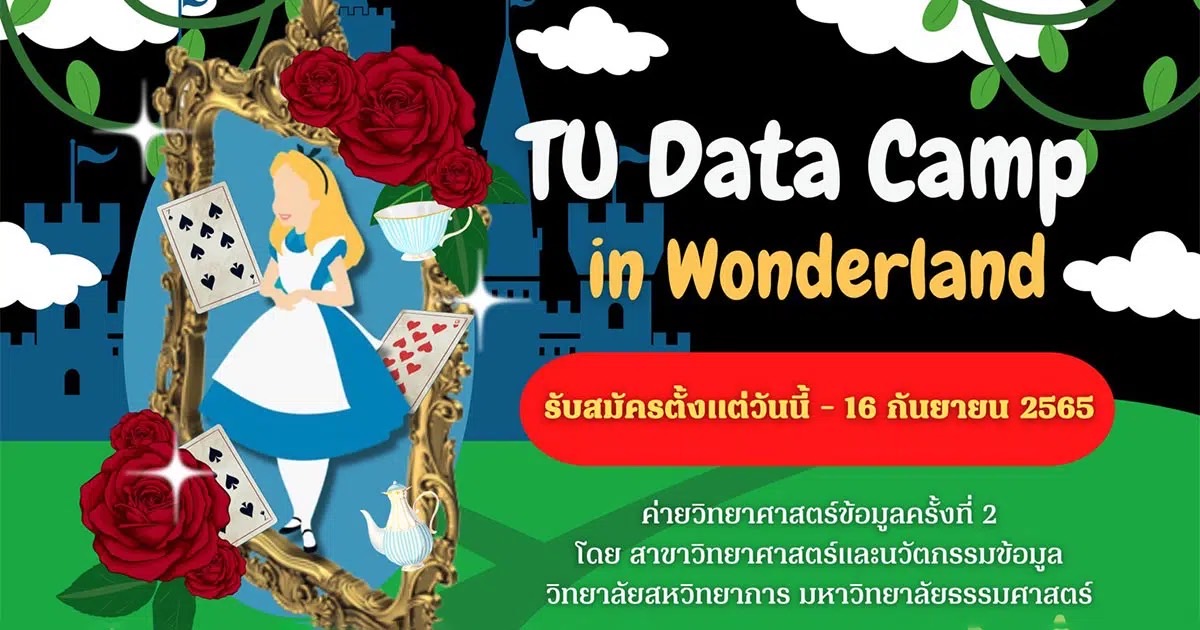 TU Data Camp
in Wonderland
รับสมัครตั้งแต่วันนี้ - 16 กันยายน 2565
ค่ายวิทยาศาสตร์ข้อมูลครั้งที่ 2
โดย สาขาวิทยาศาสตร์และนวัตกรรมข้อมูล
วิทยาลัยสหวิทยาการ มหาวิทยาลัยธรรมศาสตร์